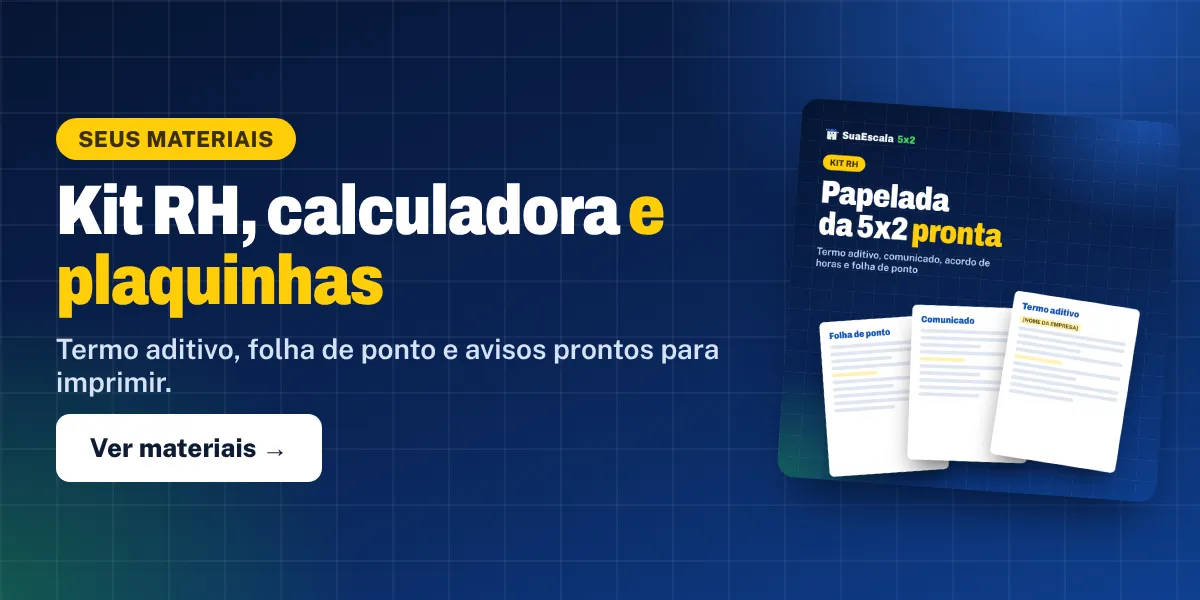 SEUS MATERIAIS
Kit RH, calculadora e
plaquinhas
Termo aditivo, folha de ponto e avisos prontos para
imprimir.
Ver materiais →
SuaEscala 5x2
KIT RH
Papelada
da 5x2 pronta
Termo aditivo, comunicado, acordo de
horas e folha de ponto
Folha de ponto
Comunicado
Termo aditivo
[NOME DA EMPRESA]